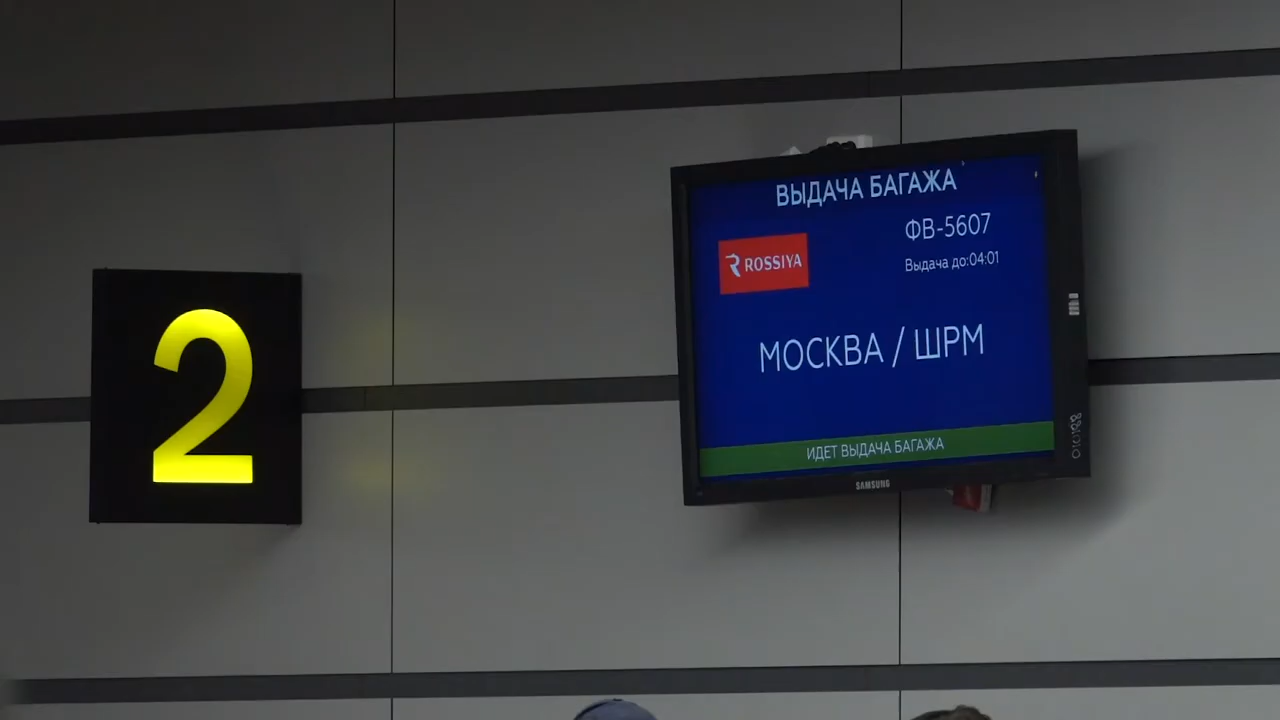 2
ВЫДАЧА БАГАЖА
ФВ-5607
ROSSIYA
Выдача до:04:01
МОСКВА / ШРМ
ИДЕТ ВЫДАЧА БАГАЖА
SAMSUNG